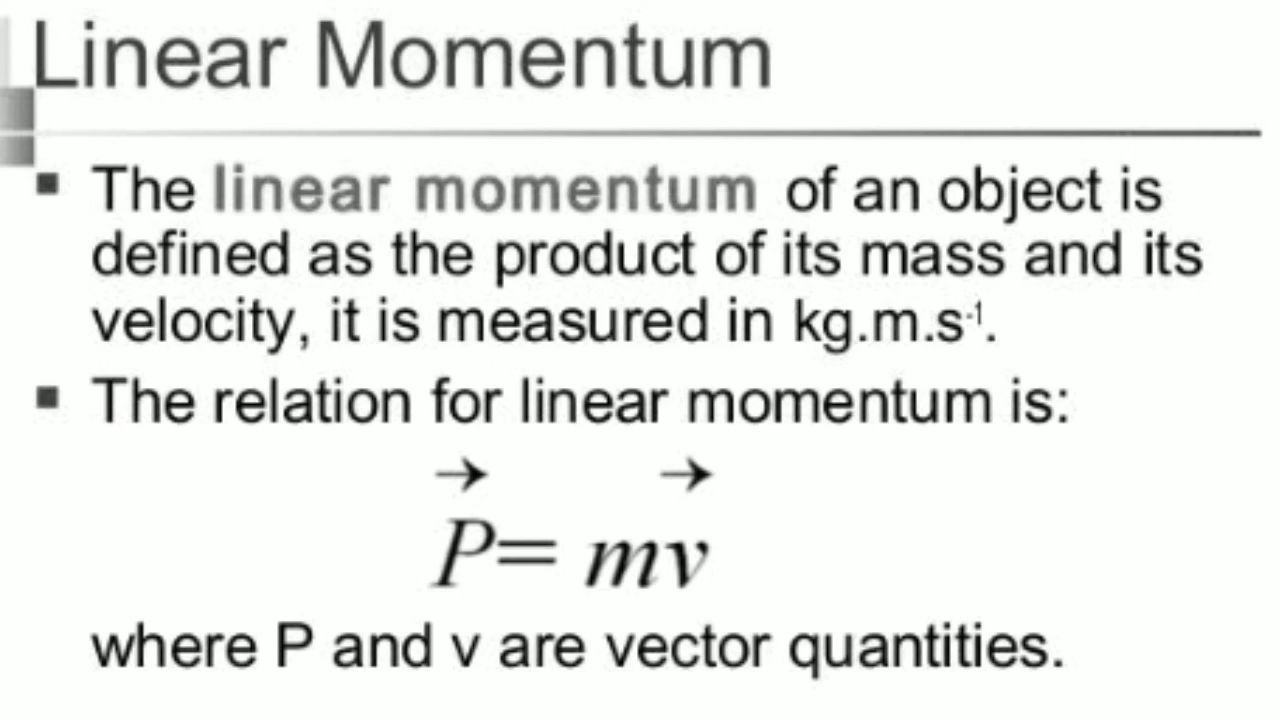 Linear Momentum
▪ The linear momentum of an object is
defined as the product of its mass and its
velocity, it is measured in kg.m.s⁻¹.
▪ The relation for linear momentum is:
→ →
P= mv
where P and v are vector quantities.